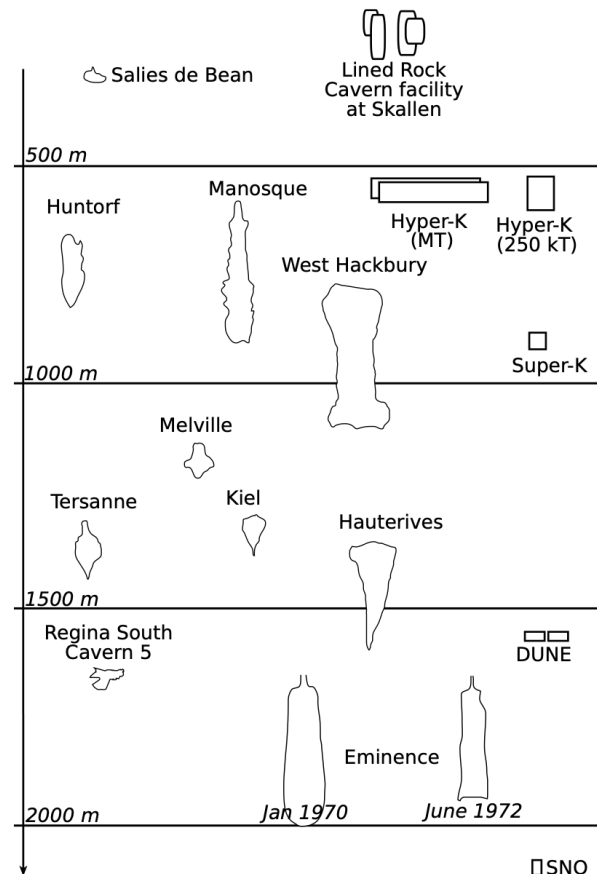 Salies de Bean
Lined Rock
Cavern facility
at Skallen
500 m
Huntorf
Manosque
Hyper-K
(MT)
Hyper-K
(250 kT)
West Hackbury
Super-K
1000 m
Melville
Tersanne
Kiel
Hauterives
1500 m
Regina South
Cavern 5
DUNE
Eminence
Jan 1970
June 1972
2000 m
SNO